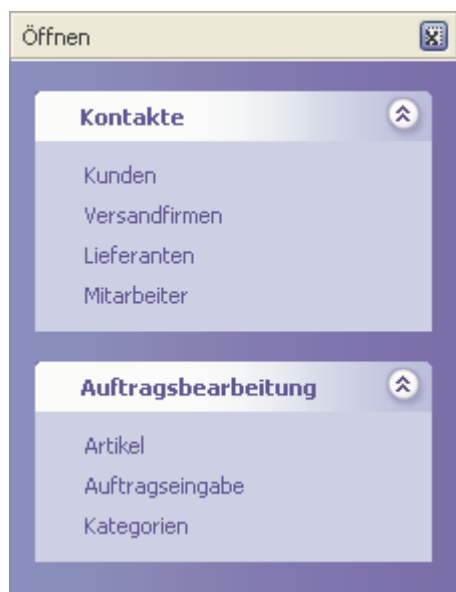 Öffnen
Kontakte
Kunden
Versandfirmen
Lieferanten
Mitarbeiter
Auftragsbearbeitung
Artikel
Auftragseingabe
Kategorien